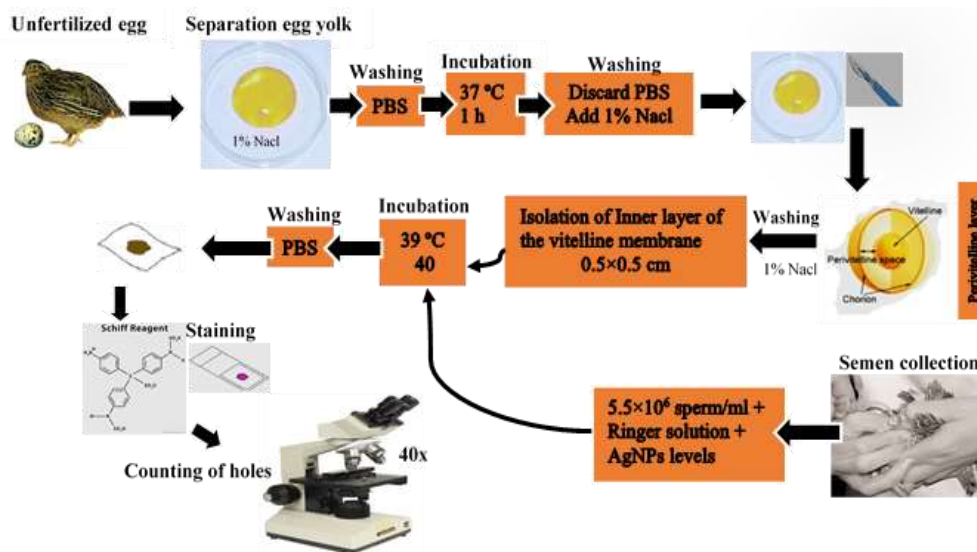 Unfertilized egg
Separation egg yolk
1% Nacl
Washing
PBS
Incubation
37 ºC
1 h
Washing
Discard PBS
Add 1% Nacl
Vitelline
Perivitelline space
Chorion
Perivitelline layer
Washing
1% Nacl
Isolation of Inner layer of
the vitelline membrane
0.5×0.5 cm
Incubation
39 ºC
40
Washing
PBS
Schiff Reagent
Staining
Counting of holes
40x
Semen collection
5.5×10⁶ sperm/ml +
Ringer solution +
AgNPs levels